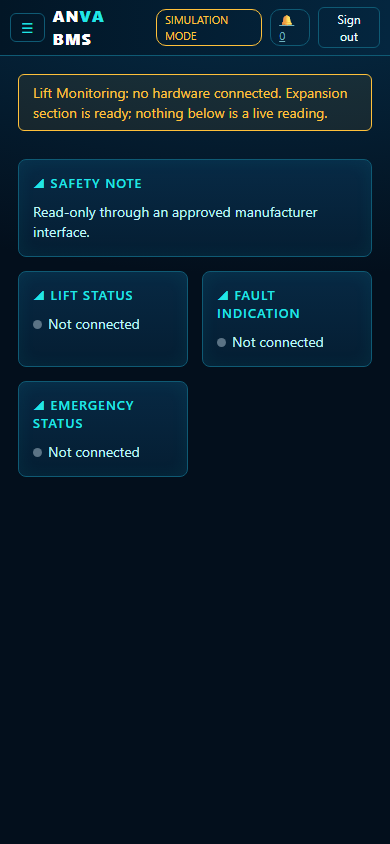 ☰
ANVA
BMS
SIMULATION
MODE
🔔
0
Sign
out
Lift Monitoring: no hardware connected. Expansion
section is ready; nothing below is a live reading.
SAFETY NOTE
Read-only through an approved manufacturer
interface.
LIFT STATUS
Not connected
FAULT
INDICATION
Not connected
EMERGENCY
STATUS
Not connected